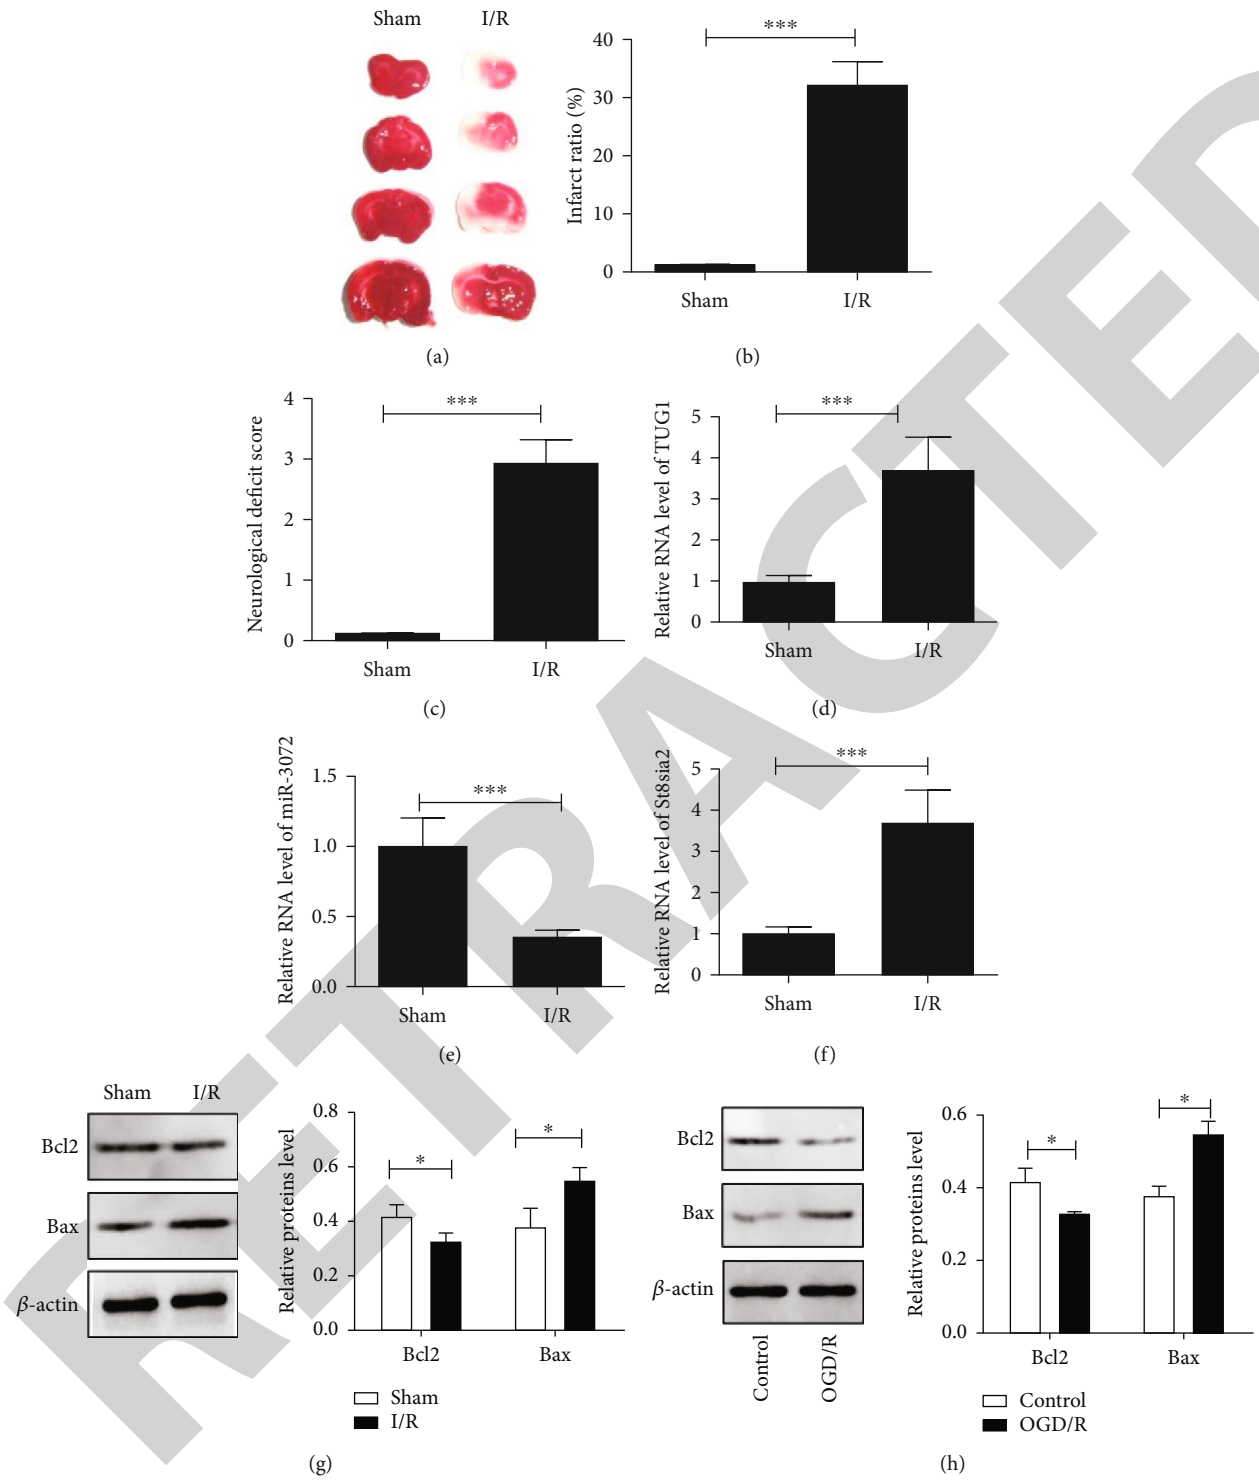 Sham I/R
***
40
30
20
10
0
Infarct ratio (%)
Sham I/R
(a)
(b)
***
4
3
2
1
0
Neurological deficit score
Sham I/R
(c)
***
5
4
3
2
1
0
Relative RNA level of TUG1
Sham I/R
(d)
***
1.5
1.0
0.5
0.0
Relative RNA level of miR-3072
Sham I/R
(e)
***
5
4
3
2
1
0
Relative RNA level of St8sia2
Sham I/R
(f)
Sham I/R
Bcl2
Bax
β-actin
0.8
0.6
0.4
0.2
0.0
Relative proteins level
*
*
Bcl2 Bax
Sham
I/R
(g)
Bcl2
Bax
β-actin
Control
OGD/R
0.6
0.4
0.2
0.0
Relative proteins level
*
*
Bcl2 Bax
Control
OGD/R
(h)
RETRACTED